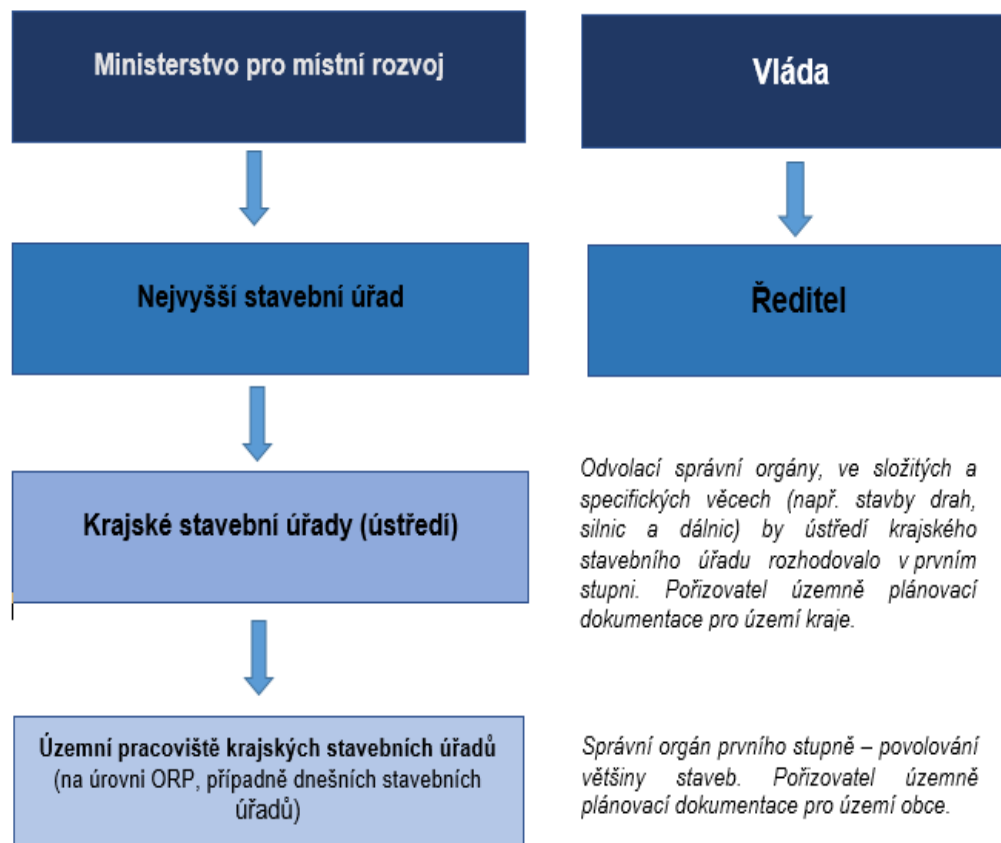 Ministerstvo pro místní rozvoj
Vláda
Nejvyšší stavební úřad
Ředitel
Krajské stavební úřady (ústředí)
Odvolací správní orgány, ve složitých a
specifických věcech (např. stavby drah,
silnic a dálnic) by ústředí krajského
stavebního úřadu rozhodovalo v prvním
stupni. Pořizovatel územně plánovací
dokumentace pro území kraje.
Územní pracoviště krajských stavebních úřadů
(na úrovni ORP, případně dnešních stavebních
úřadů)
Správní orgán prvního stupně – povolování
většiny staveb. Pořizovatel územně
plánovací dokumentace pro území obce.